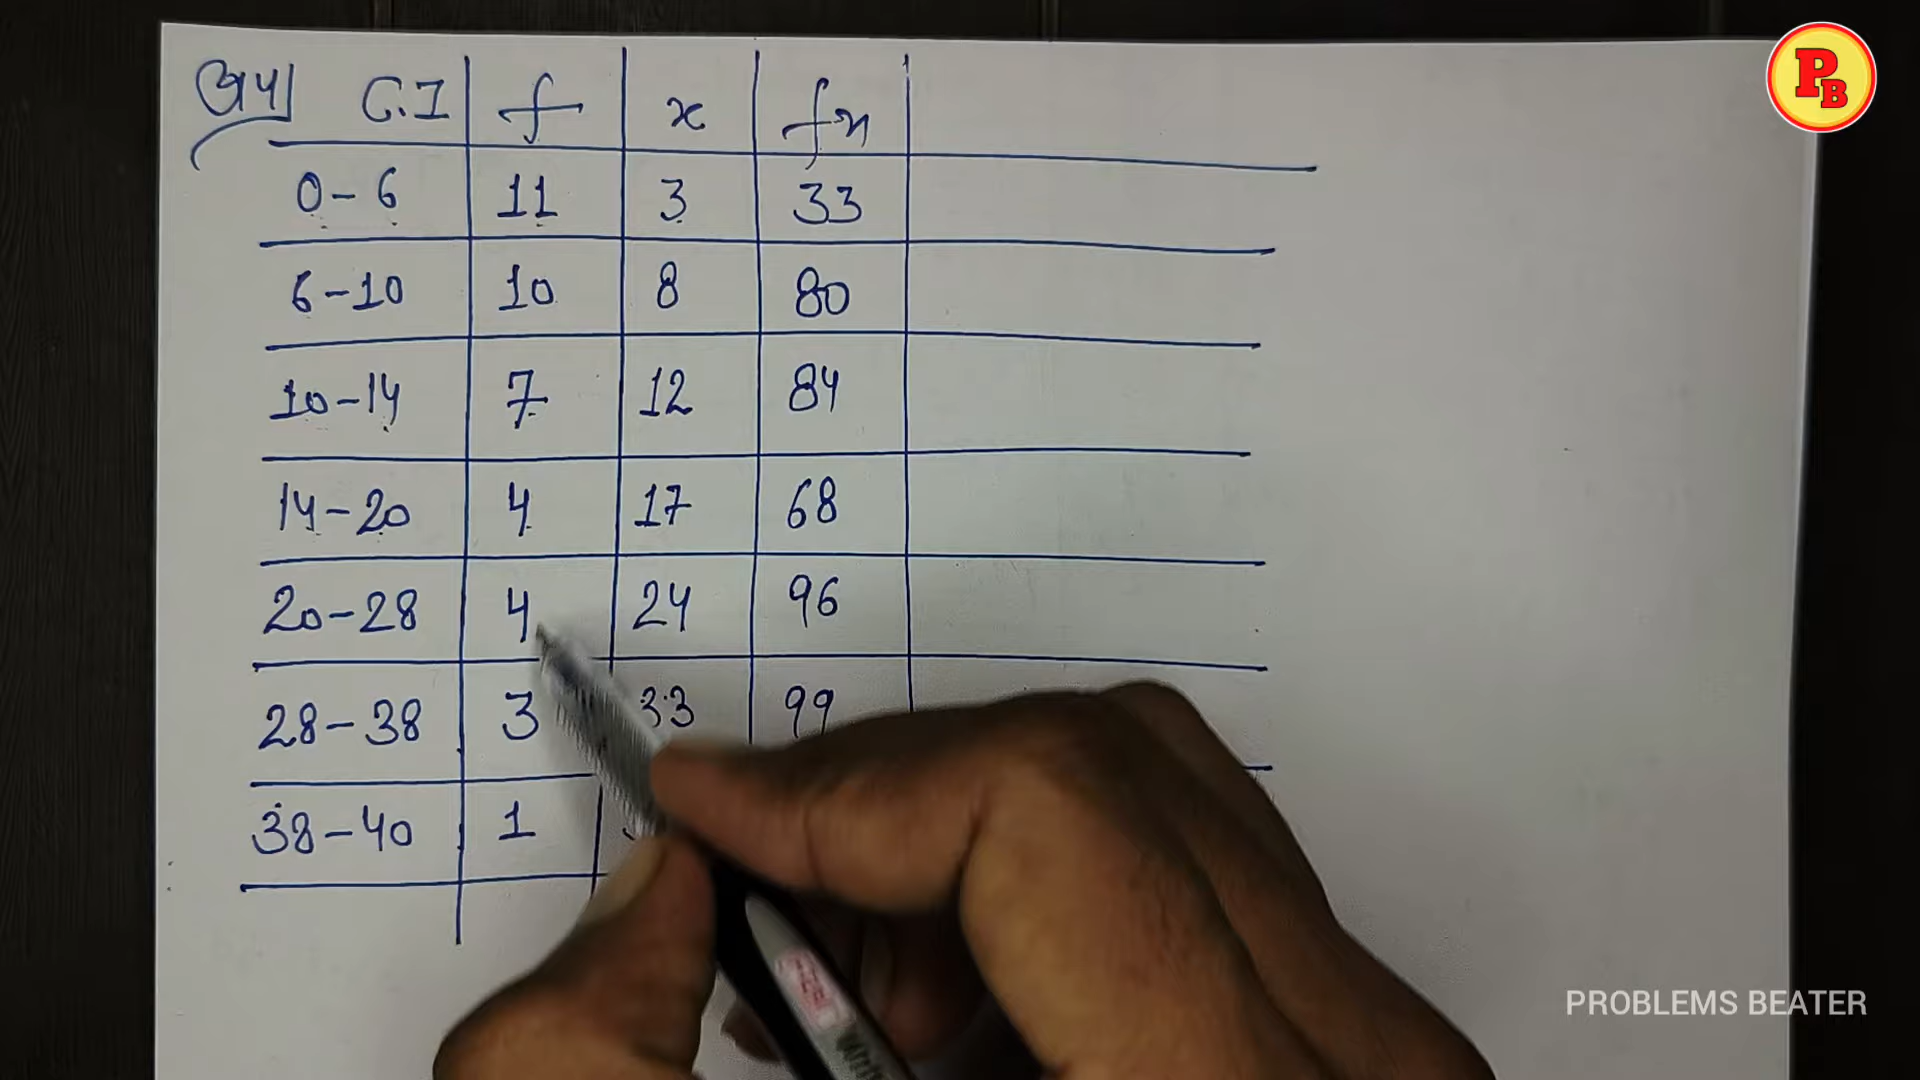 C.I f x fx
0-6 11 3 33
6-10 10 8 80
10-14 7 12 84
14-20 4 17 68
20-28 4 24 96
28-38 3 33 99
38-40 1
PB
PROBLEMS BEATER